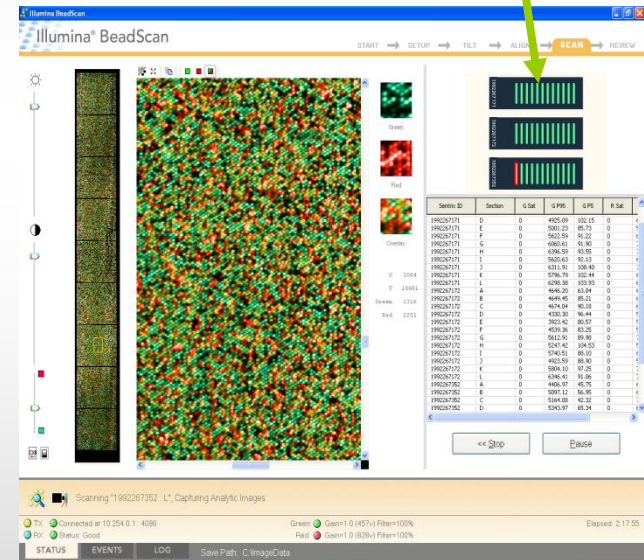 Illumina BeadScan
Illumina® BeadScan
START SETUP TILT ALIGN SCAN REVIEW
1992267171
1992267172
1992267352
Green
Red
Overlay
X 1064
Y 10681
Green 1316
Red 2201
Sentrix ID Section G Sat G P95 G P5 R Sat
1992267171 D 0 4925.09 102.15 0
1992267171 E 0 5001.23 85.73 0
1992267171 F 0 5622.59 91.22 0
1992267171 G 0 6060.61 91.90 0
1992267171 H 0 6396.59 93.55 0
1992267171 I 0 5620.63 92.13 0
1992267171 J 0 6311.91 108.40 0
1992267171 K 0 5796.79 102.44 0
1992267171 L 0 6298.38 103.93 0
1992267172 A 0 4646.20 63.04 0
1992267172 B 0 4649.45 85.21 0
1992267172 C 0 4674.04 90.18 0
1992267172 D 0 4330.30 96.44 0
1992267172 E 0 3923.42 80.57 0
1992267172 F 0 4539.36 83.25 0
1992267172 G 0 5612.91 89.98 0
1992267172 H 0 5247.42 104.53 0
1992267172 I 0 5740.51 88.10 0
1992267172 J 0 4923.59 88.90 0
1992267172 K 0 5804.10 97.25 0
1992267172 L 0 6346.41 91.06 0
1992267352 A 0 4406.97 45.75 0
1992267352 B 0 5097.12 56.95 0
1992267352 C 0 5164.08 42.32 0
1992267352 D 0 5343.97 65.34 0
<< Stop Pause
Scanning "1992267352 : L", Capturing Analytic Images
TX Connected at 10.254.0.1 : 4096 Green: Gain=1.0 (457v) Filter=100% Elapsed: 2:17:55
RX Status: Good Red: Gain=1.0 (628v) Filter=100%
STATUS EVENTS LOG Save Path C:\ImageData